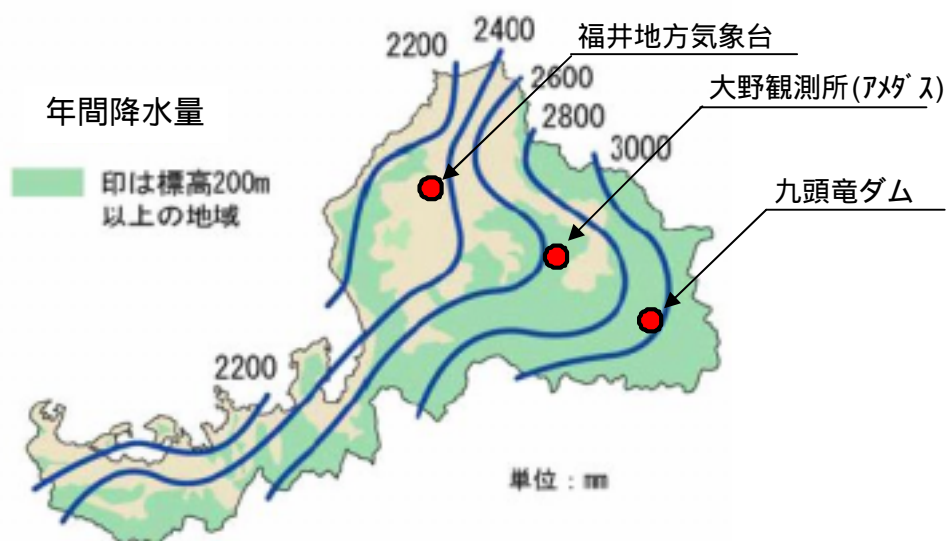 2200
2400
福井地方気象台
2600
大野観測所(ｱﾒﾀﾞｽ)
2800
年間降水量
3000
印は標高200m
以上の地域
九頭竜ダム
2200
単位：mm